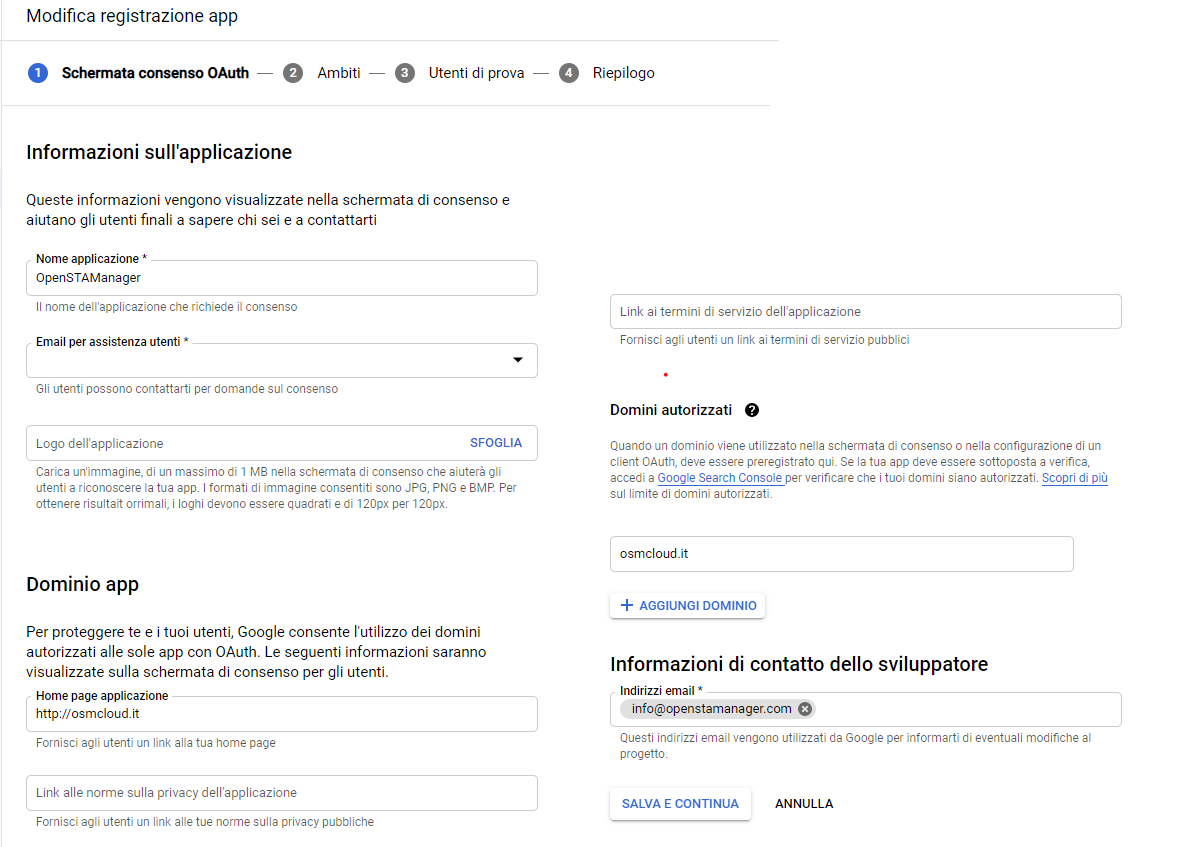 Modifica registrazione app
1 Schermata consenso OAuth — 2 Ambiti — 3 Utenti di prova — 4 Riepilogo
Informazioni sull'applicazione
Queste informazioni vengono visualizzate nella schermata di consenso e
aiutano gli utenti finali a sapere chi sei e a contattarti
Nome applicazione *
OpenSTAManager
Il nome dell'applicazione che richiede il consenso
Email per assistenza utenti *
Gli utenti possono contattarti per domande sul consenso
Logo dell'applicazione SFOGLIA
Carica un'immagine, di un massimo di 1 MB nella schermata di consenso che aiuterà gli
utenti a riconoscere la tua app. I formati di immagine consentiti sono JPG, PNG e BMP. Per
ottenere risultait orrimali, i loghi devono essere quadrati e di 120px per 120px.
Dominio app
Per proteggere te e i tuoi utenti, Google consente l'utilizzo dei domini
autorizzati alle sole app con OAuth. Le seguenti informazioni saranno
visualizzate sulla schermata di consenso per gli utenti.
Home page applicazione
http://osmcloud.it
Fornisci agli utenti un link alla tua home page
Link alle norme sulla privacy dell'applicazione
Fornisci agli utenti un link alle tue norme sulla privacy pubbliche
Link ai termini di servizio dell'applicazione
Fornisci agli utenti un link ai termini di servizio pubblici
Domini autorizzati ?
Quando un dominio viene utilizzato nella schermata di consenso o nella configurazione di un
client OAuth, deve essere preregistrato qui. Se la tua app deve essere sottoposta a verifica,
accedi a Google Search Console per verificare che i tuoi domini siano autorizzati. Scopri di più
sul limite di domini autorizzati.
osmcloud.it
+ AGGIUNGI DOMINIO
Informazioni di contatto dello sviluppatore
Indirizzi email *
info@openstamanager.com
Questi indirizzi email vengono utilizzati da Google per informarti di eventuali modifiche al
progetto.
SALVA E CONTINUA ANNULLA